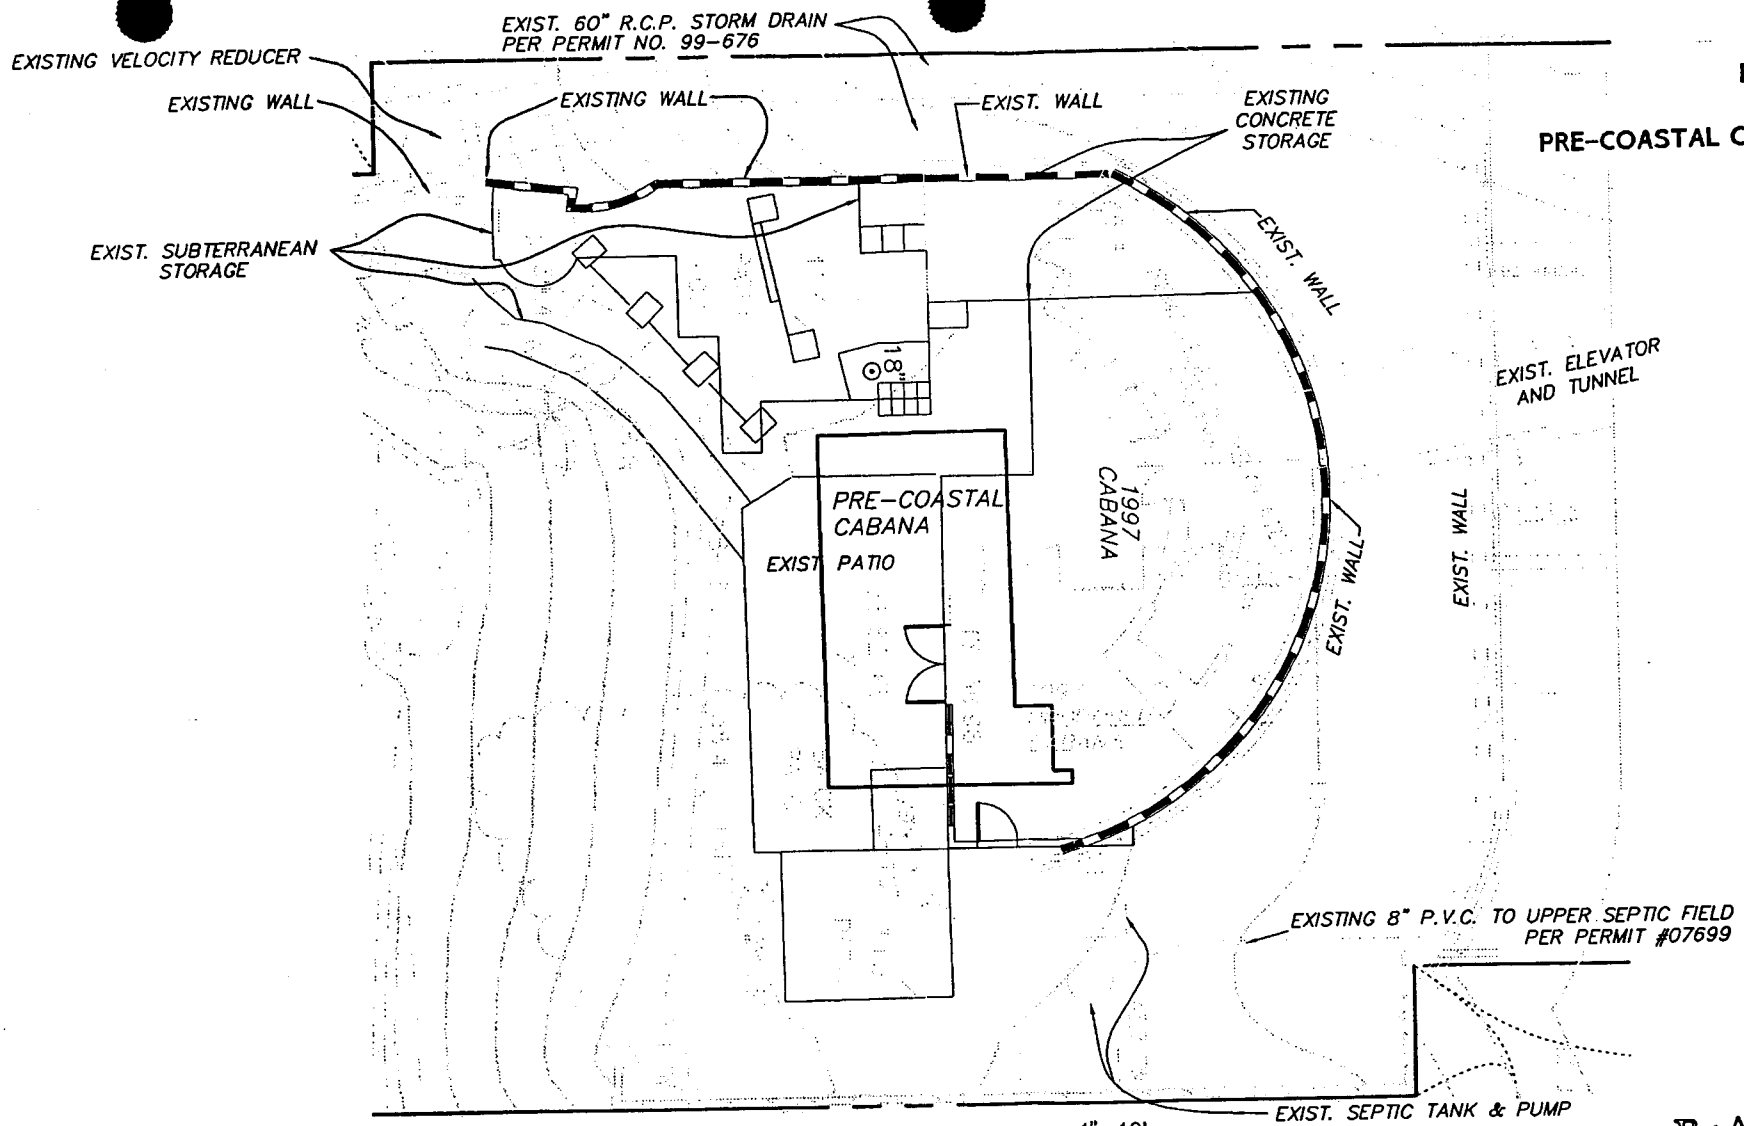 EXIST. 60" R.C.P. STORM DRAIN
PER PERMIT NO. 99-676
EXISTING VELOCITY REDUCER
EXISTING WALL
EXISTING WALL
EXIST. WALL
EXISTING
CONCRETE
STORAGE
PRE-COASTAL C
EXIST. SUBTERRANEAN
STORAGE
EXIST. WALL
EXIST. ELEVATOR
AND TUNNEL
18"
PRE-COASTAL
CABANA
EXIST PATIO
1997
CABANA
EXIST. WALL
EXIST. WALL
EXISTING 8" P.V.C. TO UPPER SEPTIC FIELD
PER PERMIT #07699
EXIST. SEPTIC TANK & PUMP